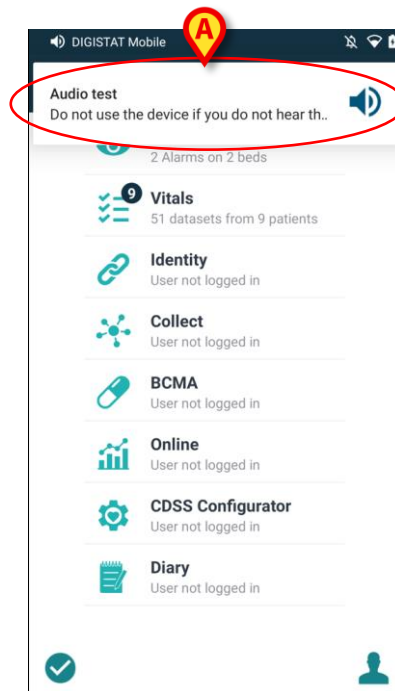 A
DIGISTAT Mobile
Audio test
Do not use the device if you do not hear th..
2 Alarms on 2 beds
9
Vitals
51 datasets from 9 patients
Identity
User not logged in
Collect
User not logged in
BCMA
User not logged in
Online
User not logged in
CDSS Configurator
User not logged in
Diary
User not logged in